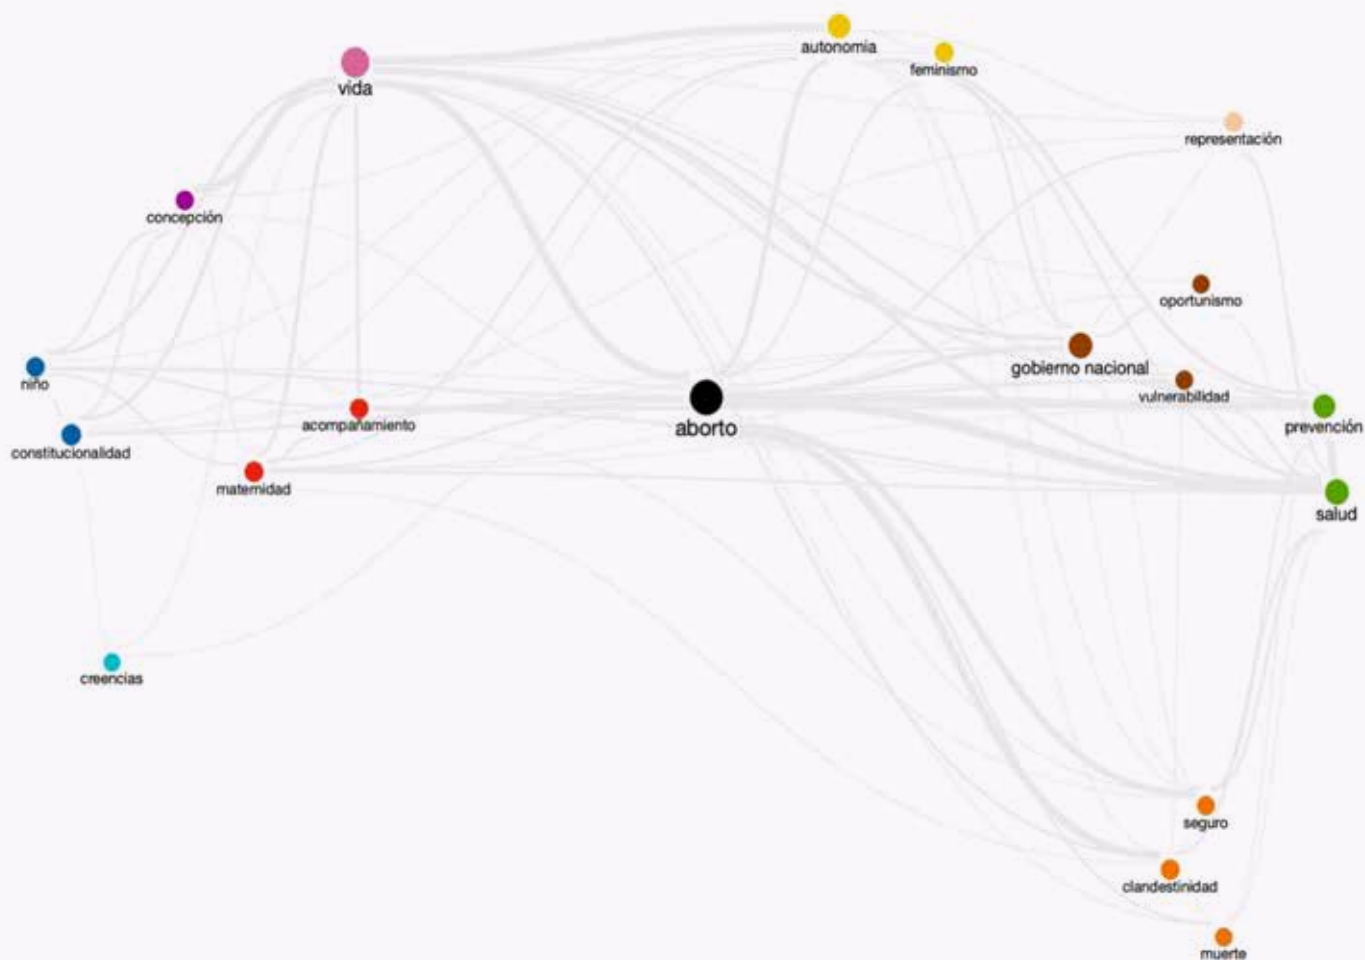 autonomía
feminismo
vida
representación
concepción
oportunismo
gobierno nacional
niño
vulnerabilidad
acompañamiento
aborto
prevención
constitucionalidad
maternidad
salud
creencias
seguro
clandestinidad
muerte